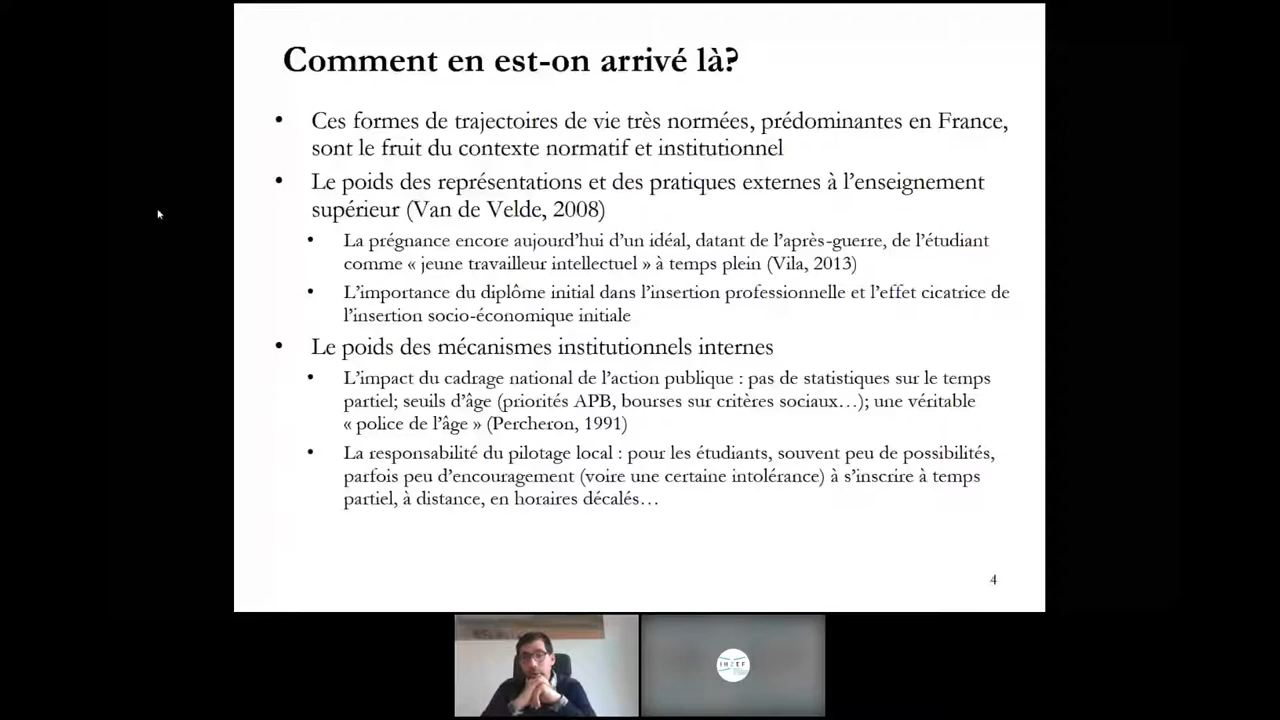 Comment en est-on arrivé là?
• Ces formes de trajectoires de vie très normées, prédominantes en France,
sont le fruit du contexte normatif et institutionnel
• Le poids des représentations et des pratiques externes à l’enseignement
supérieur (Van de Velde, 2008)
• La prégnance encore aujourd’hui d’un idéal, datant de l’après-guerre, de l’étudiant
comme « jeune travailleur intellectuel » à temps plein (Vila, 2013)
• L’importance du diplôme initial dans l’insertion professionnelle et l’effet cicatrice de
l’insertion socio-économique initiale
• Le poids des mécanismes institutionnels internes
• L’impact du cadrage national de l’action publique : pas de statistiques sur le temps
partiel; seuils d’âge (priorités APB, bourses sur critères sociaux…); une véritable
« police de l’âge » (Percheron, 1991)
• La responsabilité du pilotage local : pour les étudiants, souvent peu de possibilités,
parfois peu d’encouragement (voire une certaine intolérance) à s’inscrire à temps
partiel, à distance, en horaires décalés…
4
IH2EF